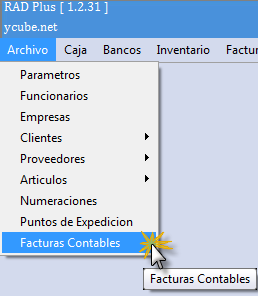 RAD Plus [ 1.2.31 ]
ycube.net
Archivo Caja Bancos Inventario Factur
Parametros
Funcionarios
Empresas
Clientes
Proveedores
Articulos
Numeraciones
Puntos de Expedicion
Facturas Contables
Facturas Contables